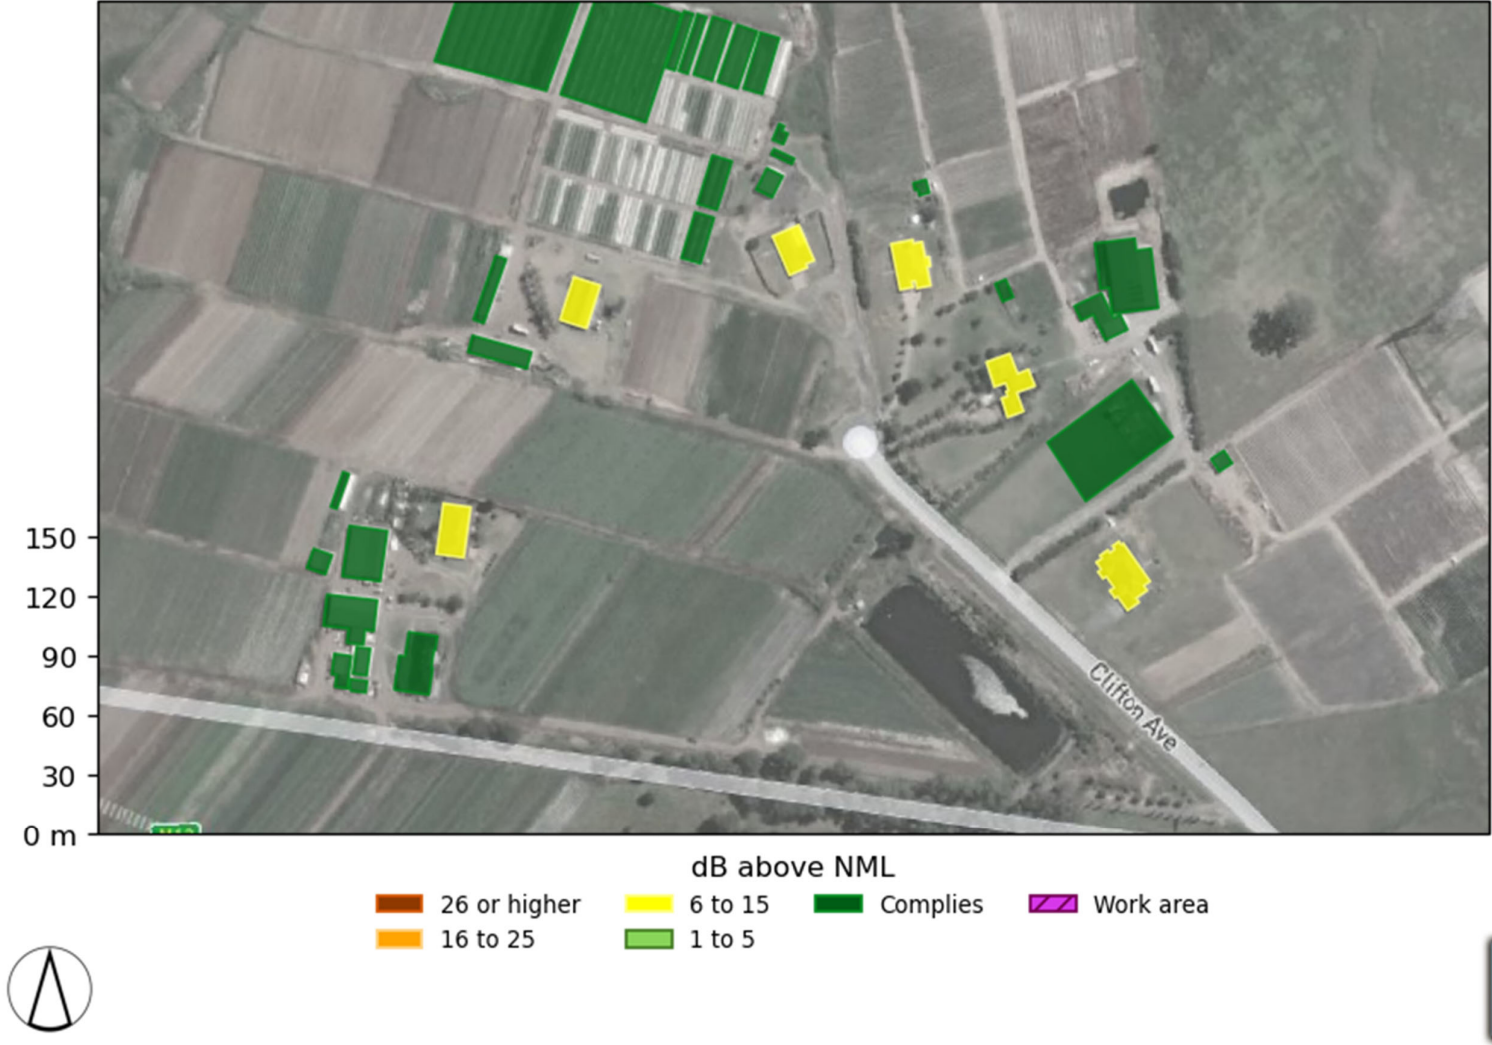 150
120
90
60
30
0 m
Clifton Ave
dB above NML
26 or higher
6 to 15
Complies
Work area
16 to 25
1 to 5